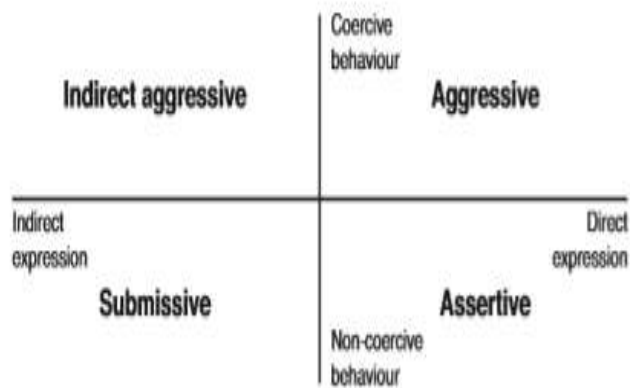 Coercive
behaviour
Indirect aggressive
Aggressive
Indirect
expression
Direct
expression
Submissive
Assertive
Non-coercive
behaviour